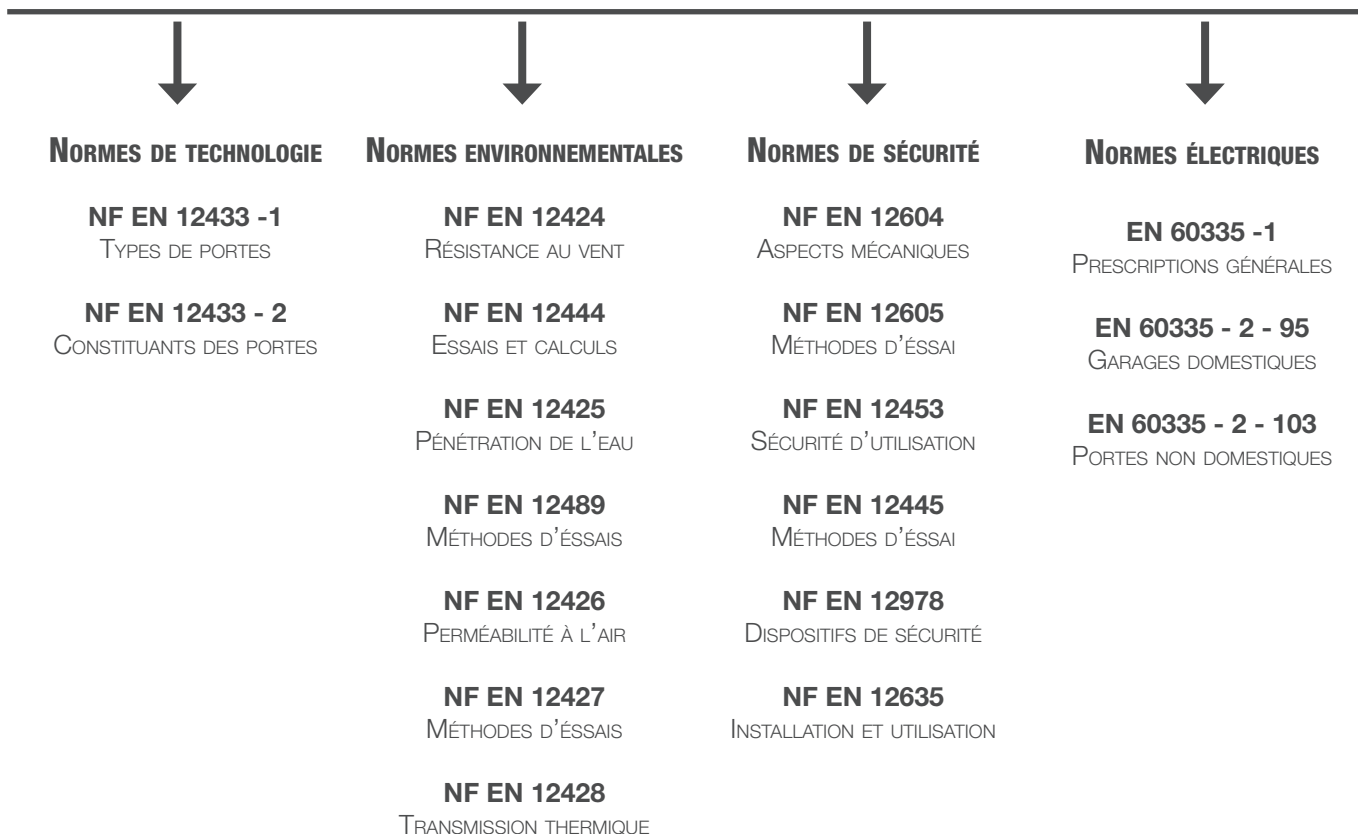 Normes de technologie
NF EN 12433 -1
Types de portes
NF EN 12433 - 2
Constituants des portes
Normes environnementales
NF EN 12424
Résistance au vent
NF EN 12444
Essais et calculs
NF EN 12425
Pénétration de l'eau
NF EN 12489
Méthodes d'éssais
NF EN 12426
Perméabilité à l'air
NF EN 12427
Méthodes d'éssais
NF EN 12428
Transmission thermique
Normes de sécurité
NF EN 12604
Aspects mécaniques
NF EN 12605
Méthodes d'éssai
NF EN 12453
Sécurité d'utilisation
NF EN 12445
Méthodes d'éssai
NF EN 12978
Dispositifs de sécurité
NF EN 12635
Installation et utilisation
Normes électriques
EN 60335 -1
Prescriptions générales
EN 60335 - 2 - 95
Garages domestiques
EN 60335 - 2 - 103
Portes non domestiques